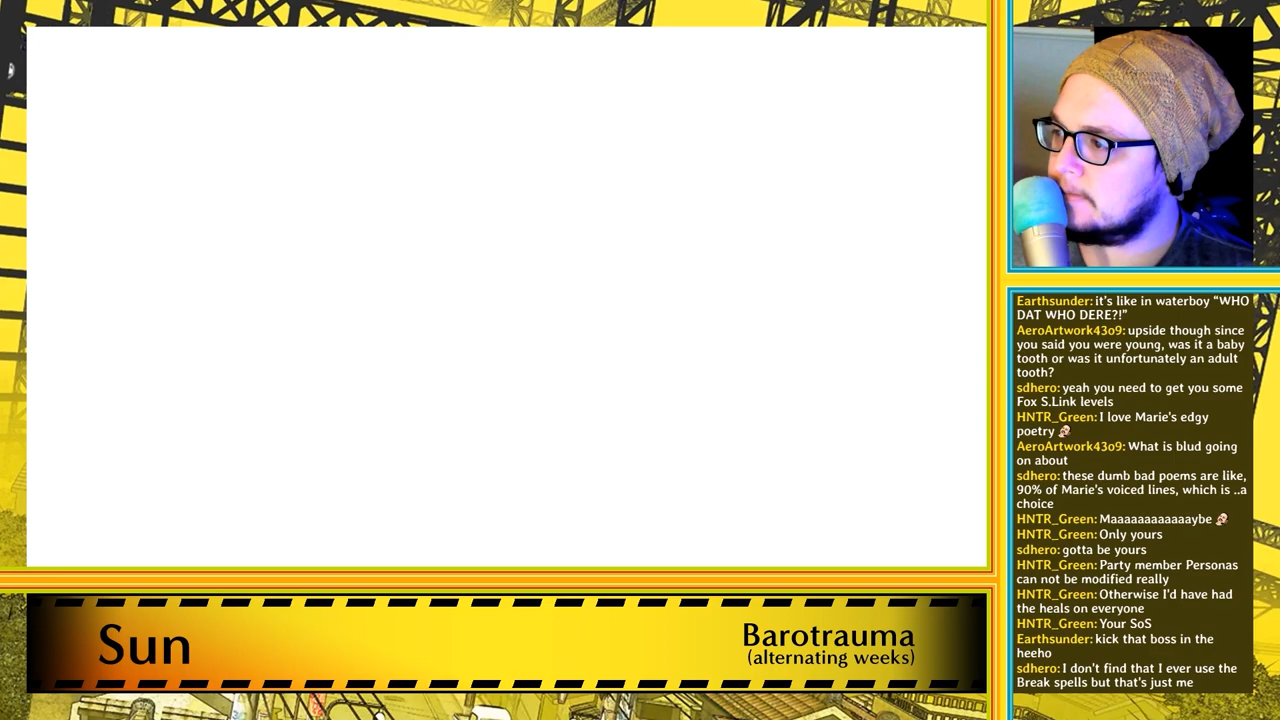 Earthsunder: it's like in waterboy “WHO
DAT WHO DERE?!”
AeroArtwork43o9: upside though since
you said you were young, was it a baby
tooth or was it unfortunately an adult
tooth?
sdhero: yeah you need to get you some
Fox S.Link levels
HNTR_Green: I love Marie's edgy
poetry
AeroArtwork43o9: What is blud going
on about
sdhero: these dumb bad poems are like,
90% of Marie's voiced lines, which is ..a
choice
HNTR_Green: Maaaaaaaaaaaybe
HNTR_Green: Only yours
sdhero: gotta be yours
HNTR_Green: Party member Personas
can not be modified really
HNTR_Green: Otherwise I'd have had
the heals on everyone
HNTR_Green: Your SoS
Earthsunder: kick that boss in the
heeho
sdhero: I don't find that I ever use the
Break spells but that's just me
Sun
Barotrauma
(alternating weeks)